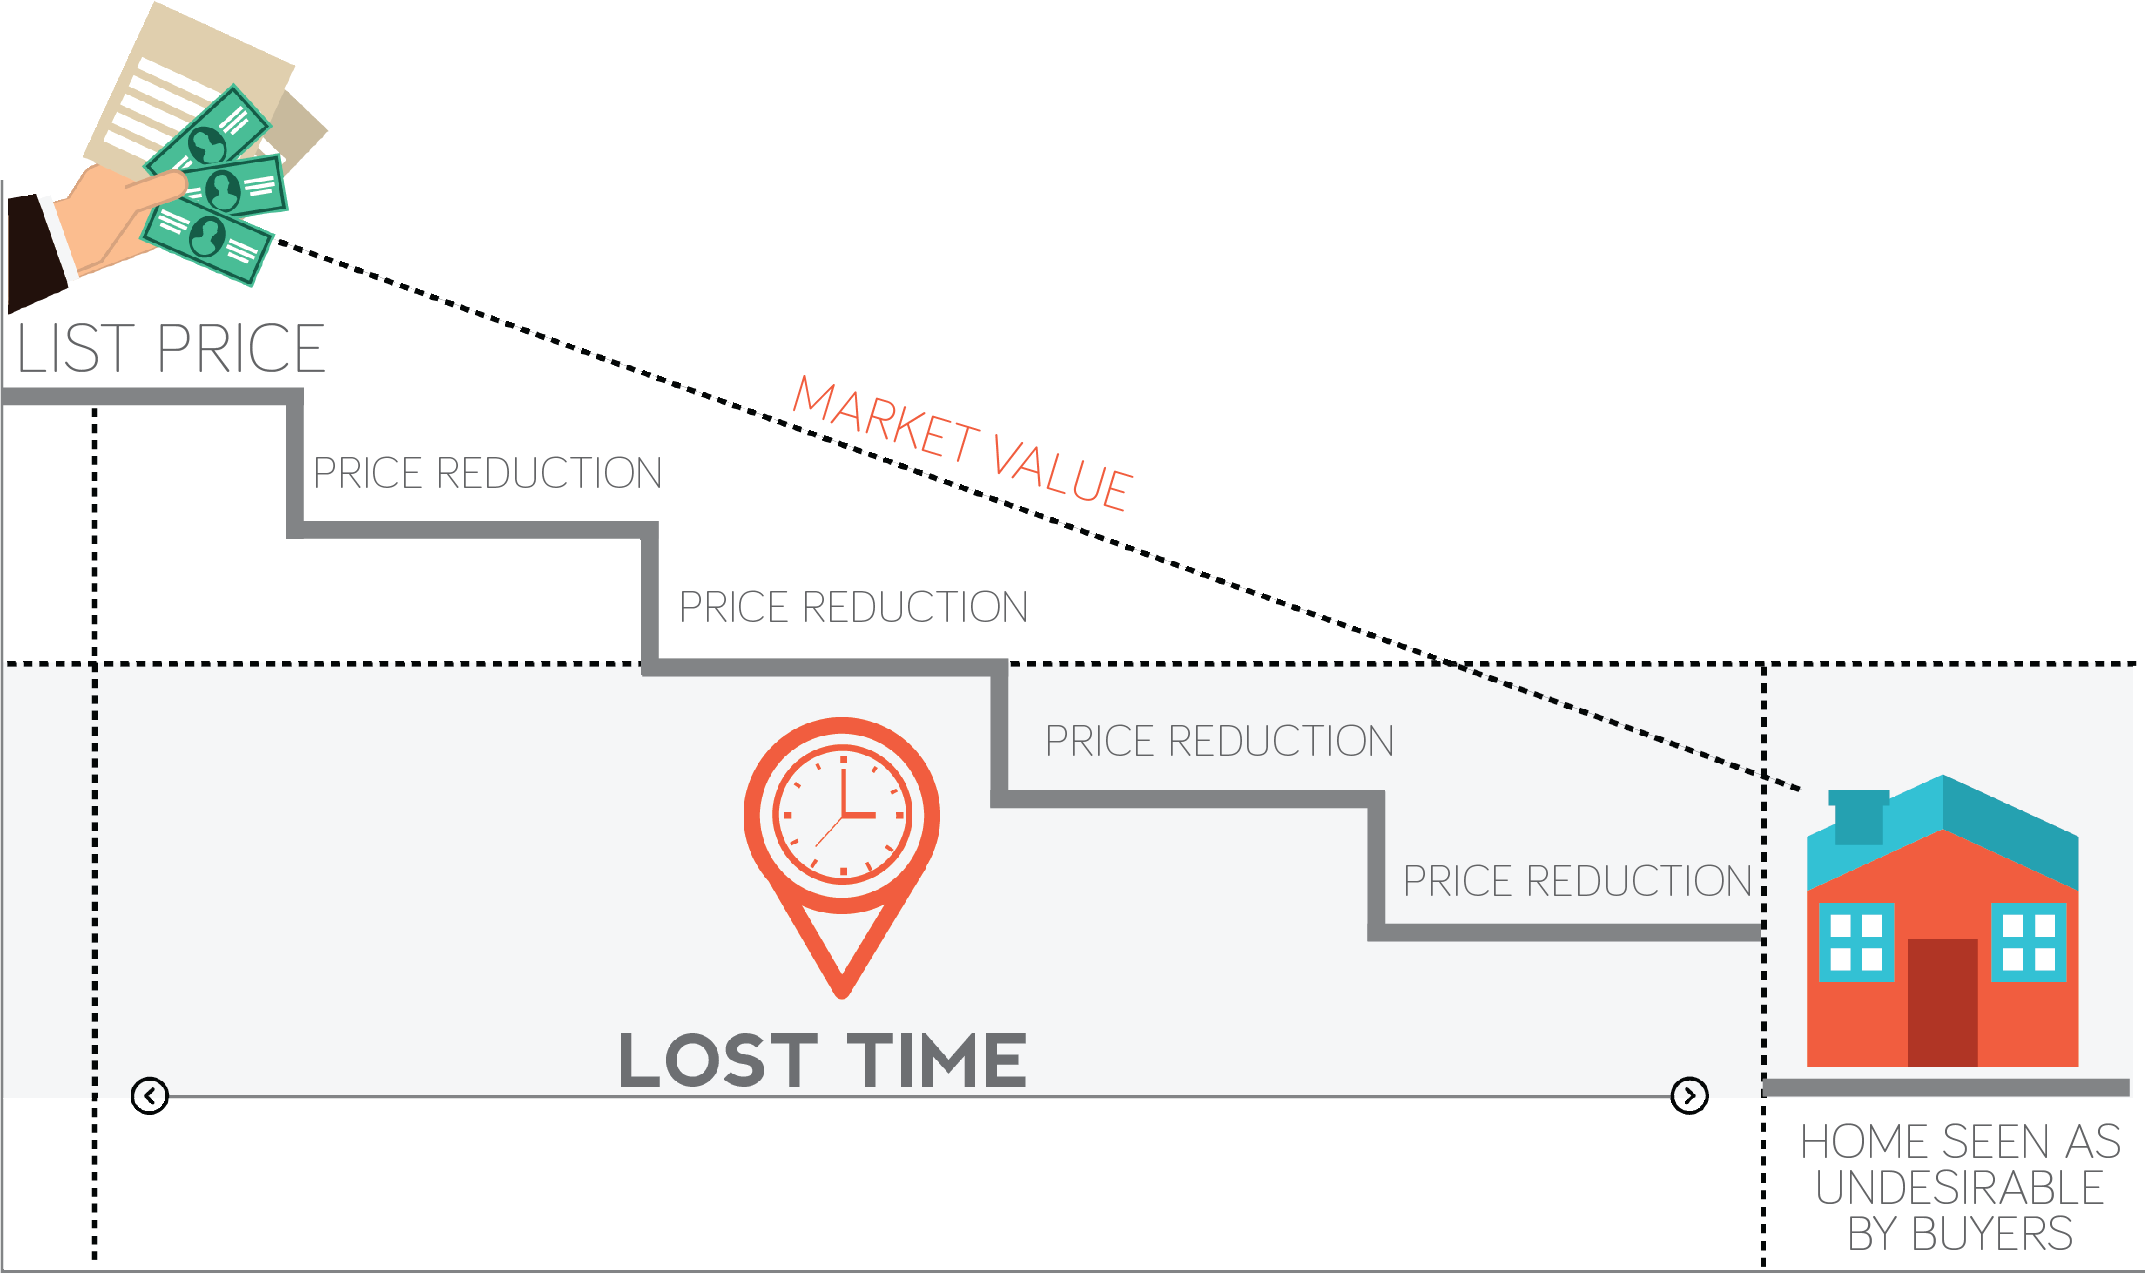 LIST PRICE
MARKET VALUE
PRICE REDUCTION
PRICE REDUCTION
PRICE REDUCTION
PRICE REDUCTION
LOST TIME
HOME SEEN AS
UNDESIRABLE
BY BUYERS